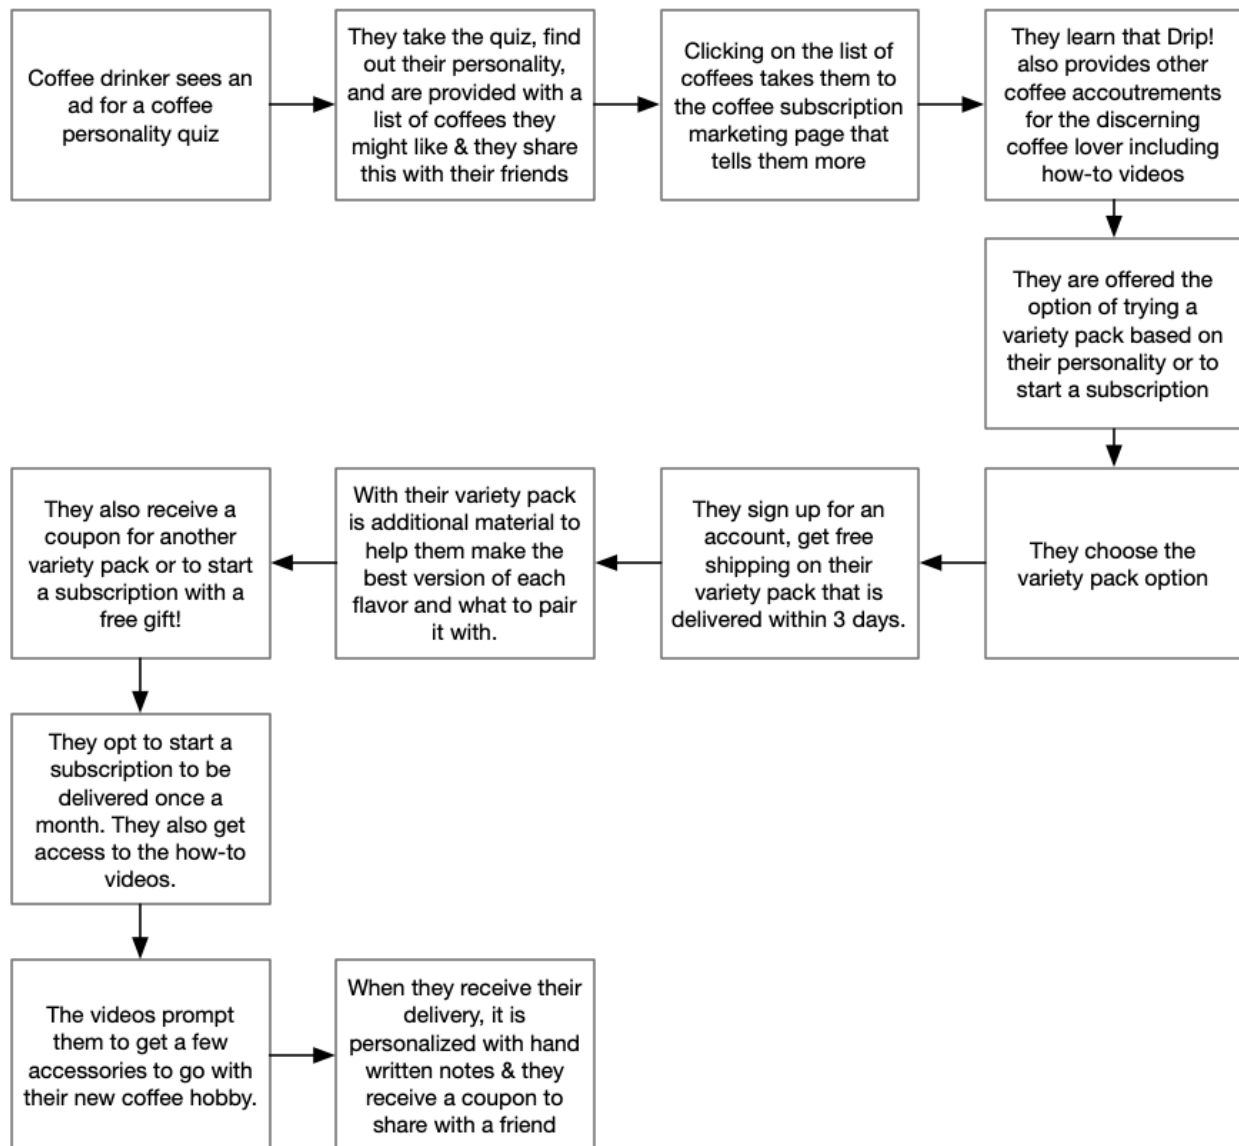 Coffee drinker sees an
ad for a coffee
personality quiz
They take the quiz, find
out their personality,
and are provided with a
list of coffees they
might like & they share
this with their friends
Clicking on the list of
coffees takes them to
the coffee subscription
marketing page that
tells them more
They learn that Drip!
also provides other
coffee accoutrements
for the discerning
coffee lover including
how-to videos
They are offered the
option of trying a
variety pack based on
their personality or to
start a subscription
They choose the
variety pack option
They sign up for an
account, get free
shipping on their
variety pack that is
delivered within 3 days.
With their variety pack
is additional material to
help them make the
best version of each
flavor and what to pair
it with.
They also receive a
coupon for another
variety pack or to start
a subscription with a
free gift!
They opt to start a
subscription to be
delivered once a
month. They also get
access to the how-to
videos.
The videos prompt
them to get a few
accessories to go with
their new coffee hobby.
When they receive their
delivery, it is
personalized with hand
written notes & they
receive a coupon to
share with a friend